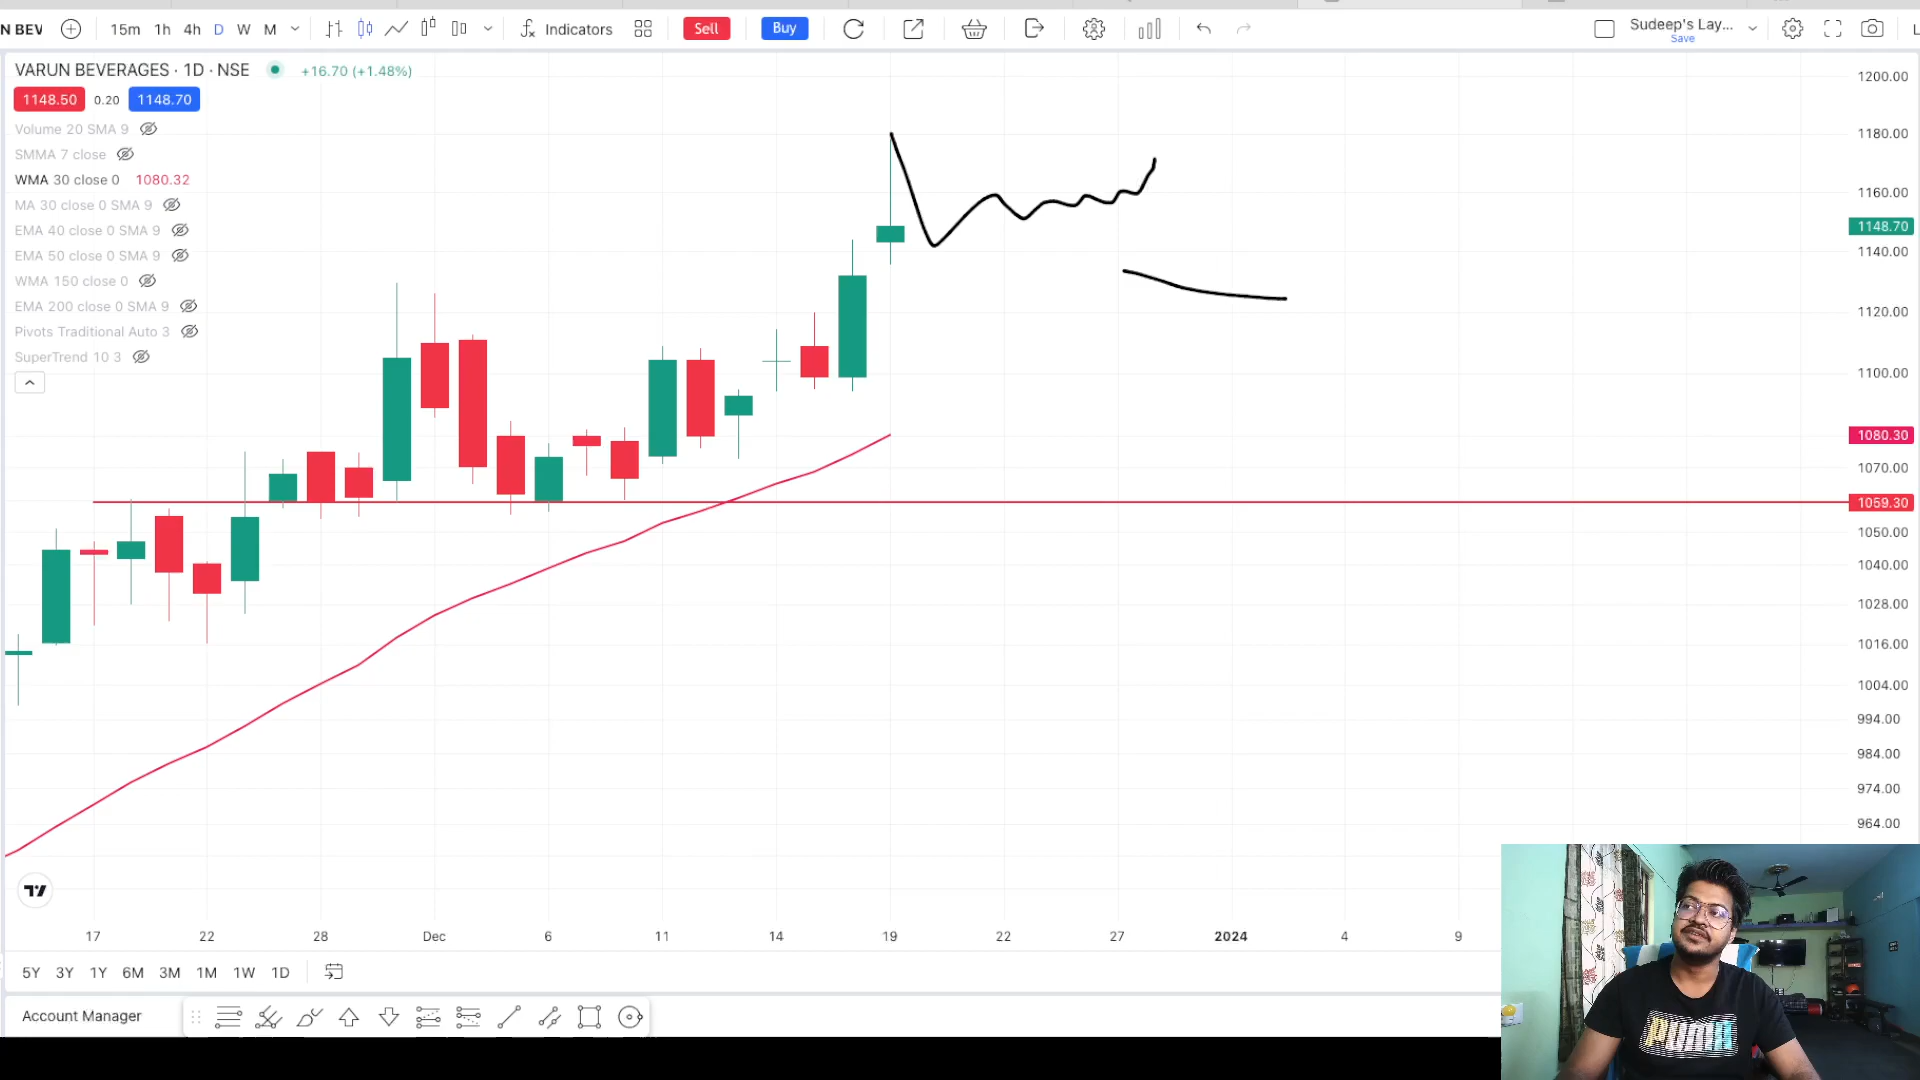 N BEV 15m 1h 4h D W M Indicators Sell Buy Sudeep's Lay...
Save
VARUN BEVERAGES · 1D · NSE +16.70 (+1.48%)
1148.50 0.20 1148.70
Volume 20 SMA 9
SMMA 7 close
WMA 30 close 0 1080.32
MA 30 close 0 SMA 9
EMA 40 close 0 SMA 9
EMA 50 close 0 SMA 9
WMA 150 close 0
EMA 200 close 0 SMA 9
Pivots Traditional Auto 3
SuperTrend 10 3
1200.00
1180.00
1160.00
1148.70
1140.00
1120.00
1100.00
1080.30
1070.00
1059.30
1050.00
1040.00
1028.00
1016.00
1004.00
994.00
984.00
974.00
964.00
17 22 28 Dec 6 11 14 19 22 27 2024 4 9
5Y 3Y 1Y 6M 3M 1M 1W 1D
Account Manager
PUMA